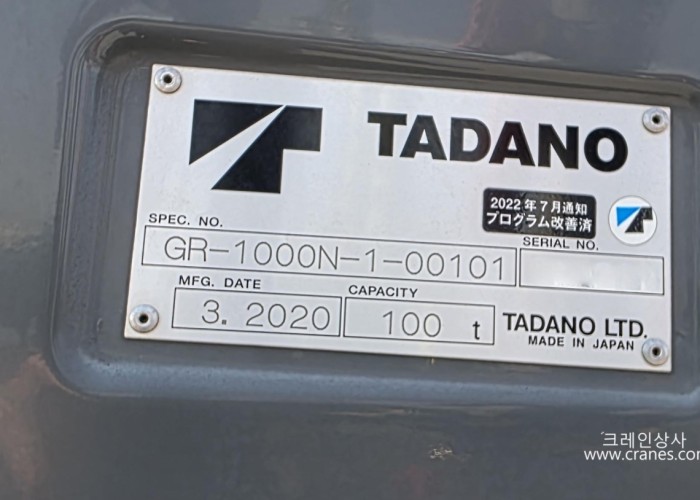 TADANO
2022年7月通知
プログラム改善済
SPEC. NO.
SERIAL NO.
GR-1000N-1-00101
MFG. DATE
CAPACITY
3. 2020
100 t
TADANO LTD.
MADE IN JAPAN
크레인상사
www.cranes.com